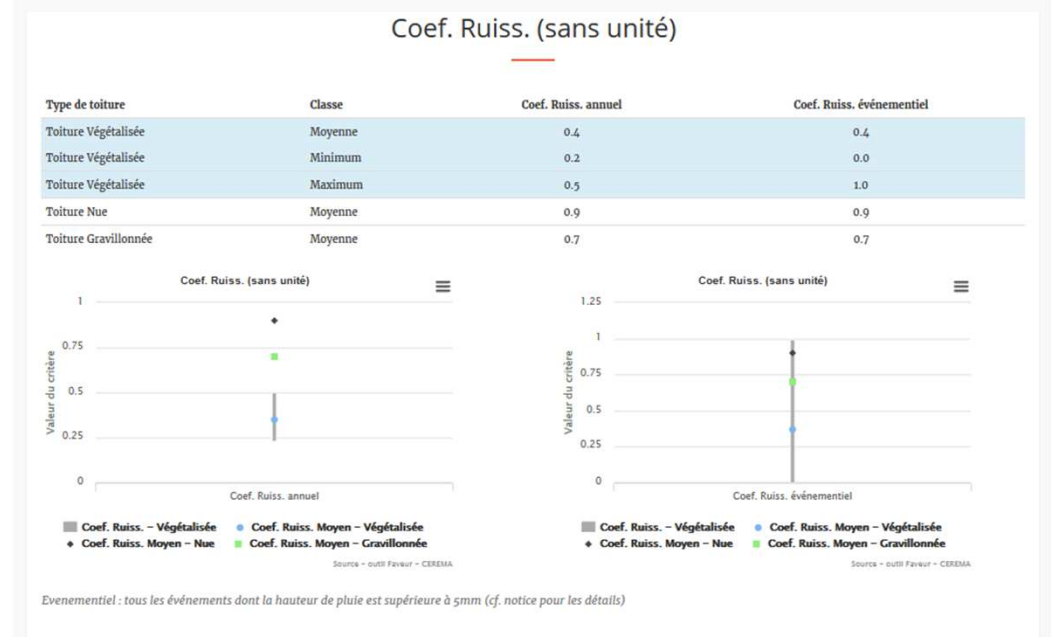 Coef. Ruiss. (sans unité)
Type de toiture Classe Coef. Ruiss. annuel Coef. Ruiss. événementiel
Toiture Végétalisée Moyenne 0.4 0.4
Toiture Végétalisée Minimum 0.2 0.0
Toiture Végétalisée Maximum 0.5 1.0
Toiture Nue Moyenne 0.9 0.9
Toiture Gravillonnée Moyenne 0.7 0.7
Coef. Ruiss. (sans unité)
1
0.75
0.5
0.25
0
Valeur du critère
Coef. Ruiss. annuel
Coef. Ruiss. – Végétalisée Coef. Ruiss. Moyen – Végétalisée
Coef. Ruiss. Moyen – Nue Coef. Ruiss. Moyen – Gravillonnée
Source – outil Faveur – CEREMA
Coef. Ruiss. (sans unité)
1.25
1
0.75
0.5
0.25
0
Valeur du critère
Coef. Ruiss. événementiel
Coef. Ruiss. – Végétalisée Coef. Ruiss. Moyen – Végétalisée
Coef. Ruiss. Moyen – Nue Coef. Ruiss. Moyen – Gravillonnée
Source – outil Faveur – CEREMA
Evenementiel : tous les événements dont la hauteur de pluie est supérieure à 5mm (cf. notice pour les détails)